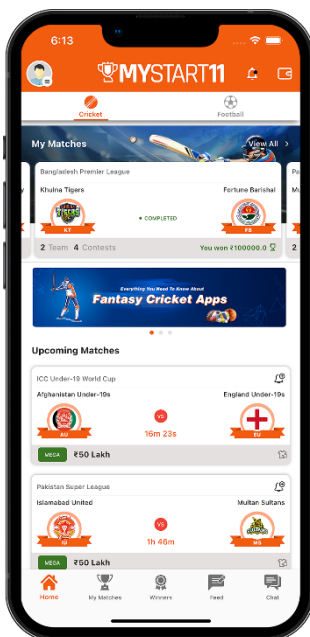 6:13
MYSTART11
Cricket
Football
My Matches
View All >
Bangladesh Premier League
Khulna Tigers
Fortune Barishal
COMPLETED
KT
FB
2 Team 4 Contests
You won ₹100000.0
2
Everything You Need To Know About
Fantasy Cricket Apps
Upcoming Matches
ICC Under-19 World Cup
Afghanistan Under-19s
England Under-19s
VS
AU
16m 23s
EU
MEGA ₹50 Lakh
Pakistan Super League
Islamabad United
Multan Sultans
VS
IU
1h 46m
MS
MEGA ₹50 Lakh
Home
My Matches
Winners
Feed
Chat